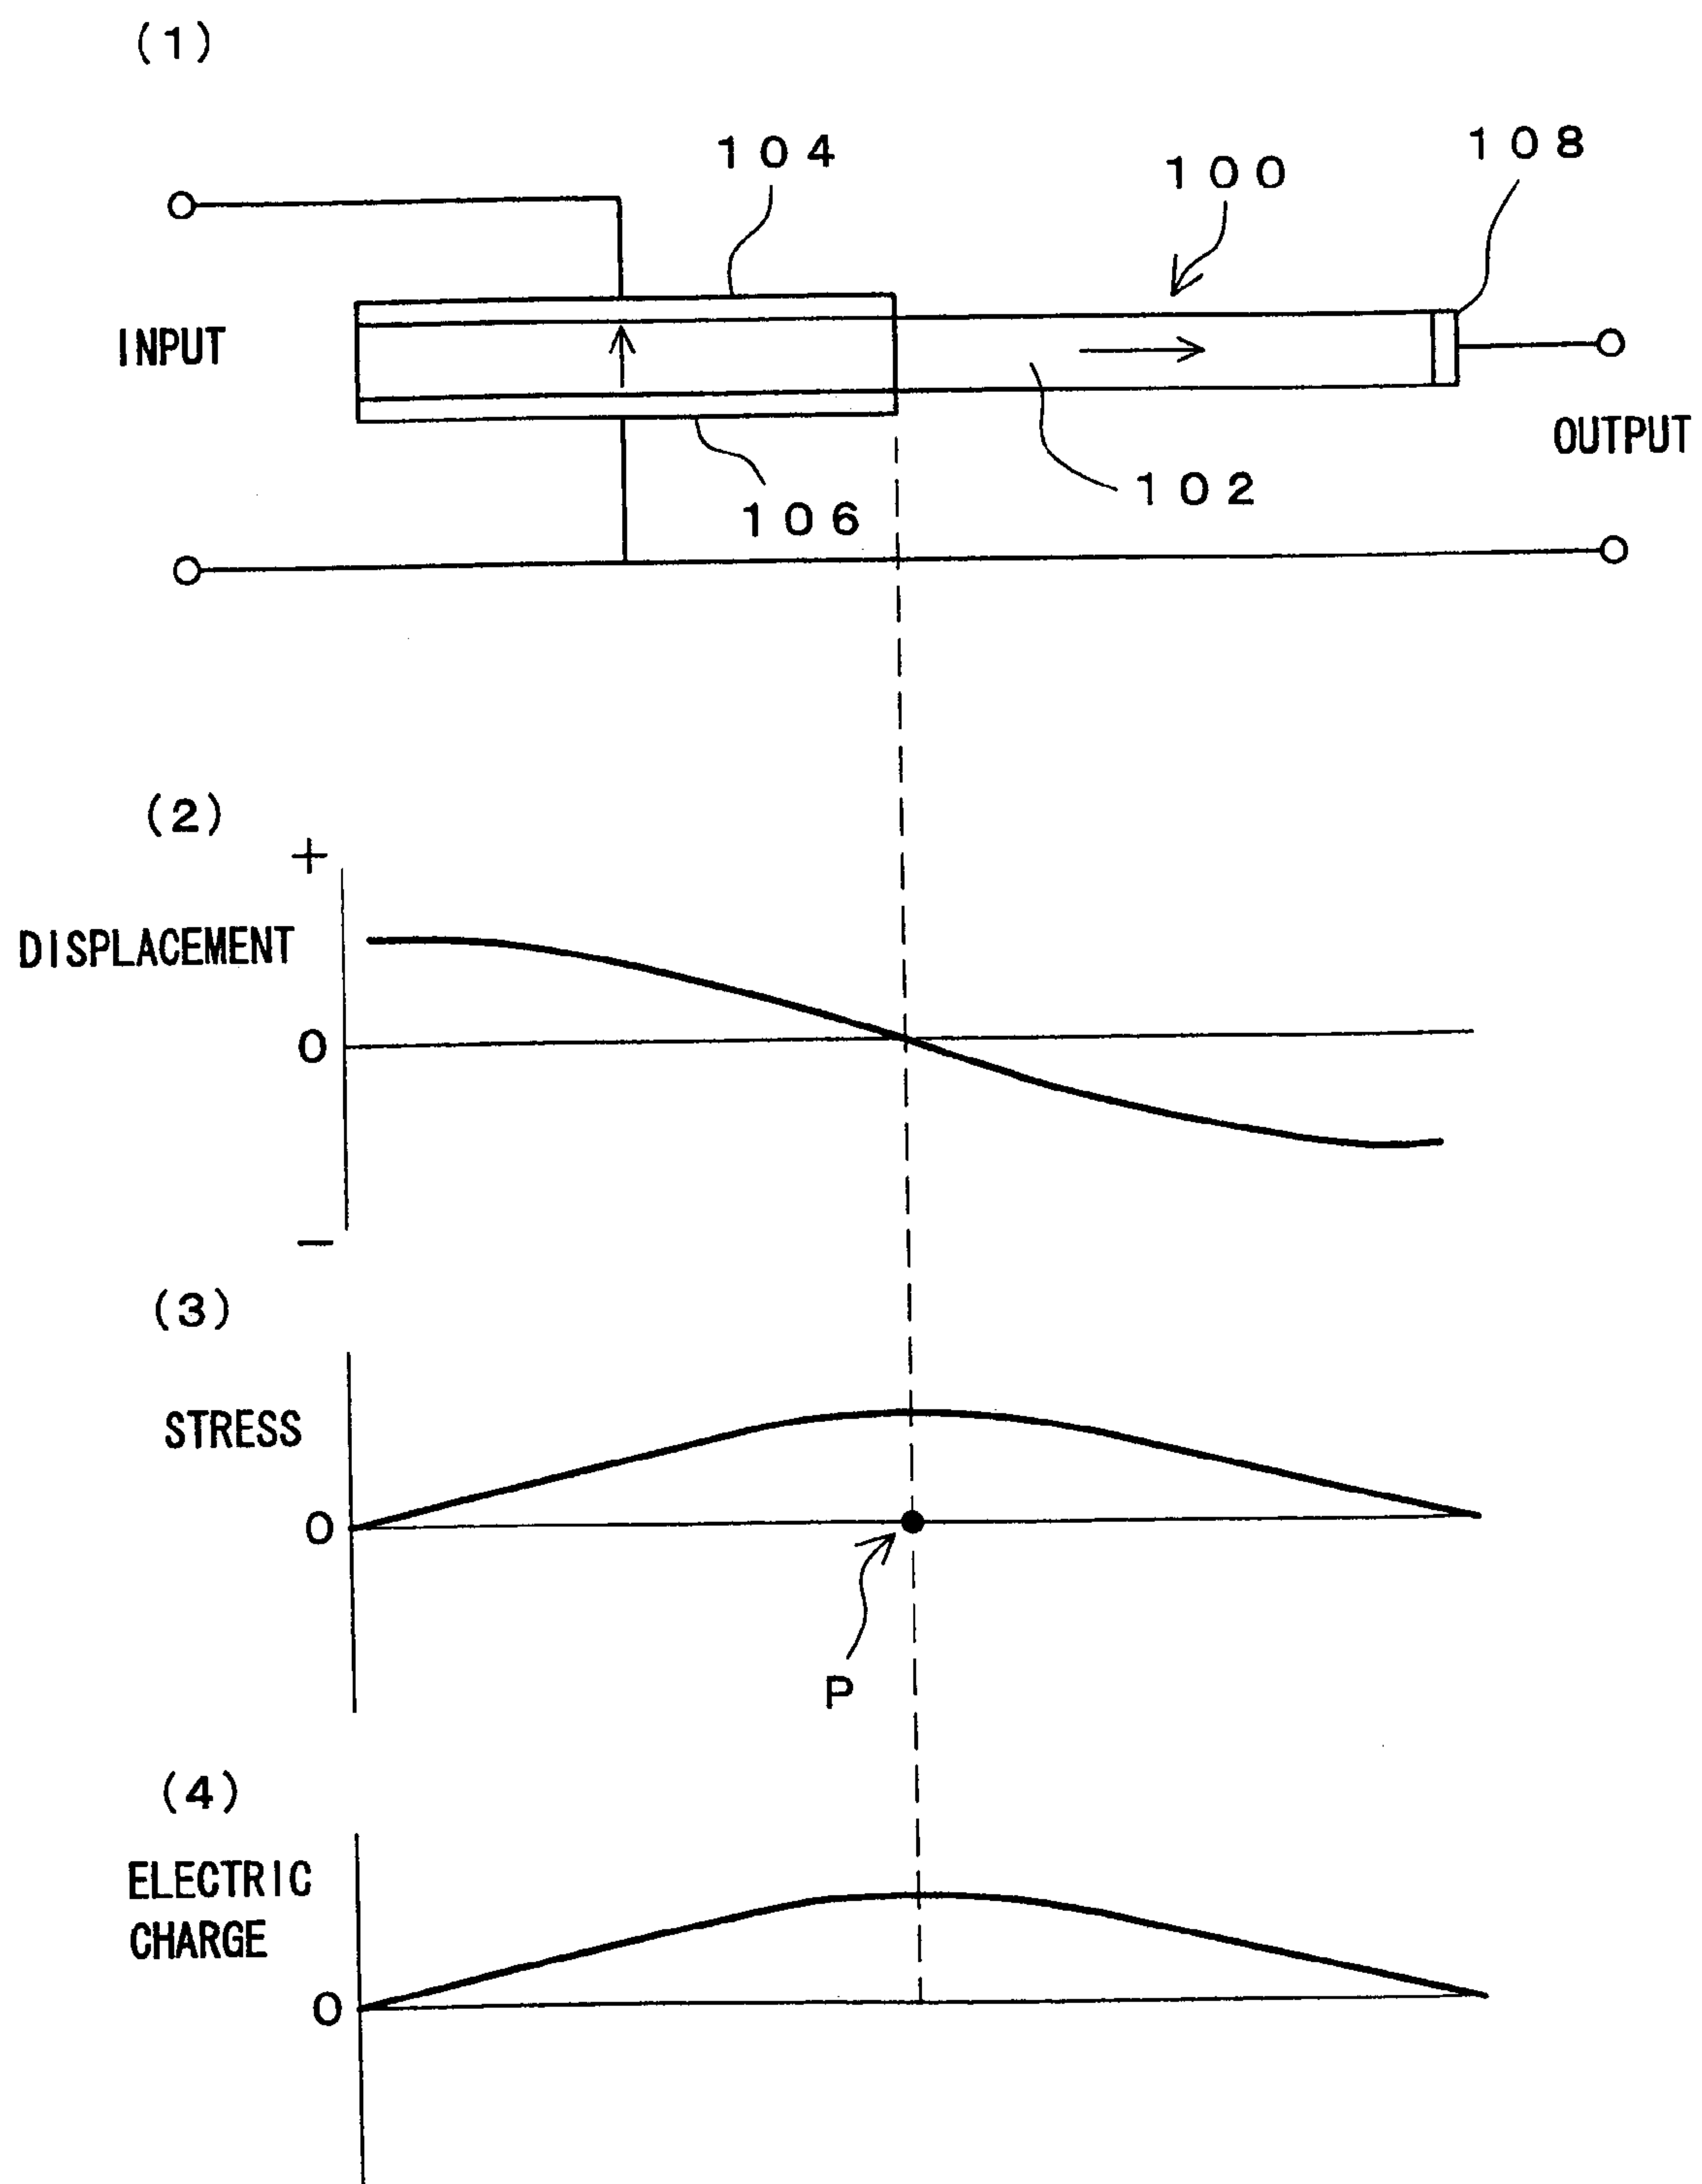 (1)
104
100
108
INPUT
OUTPUT
102
106
(2)
+
DISPLACEMENT
0
−
(3)
STRESS
0
P
(4)
ELECTRIC
CHARGE
0